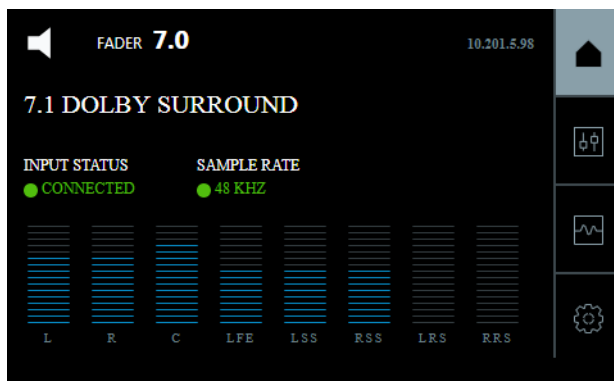 FADER 7.0 10.201.5.98
7.1 DOLBY SURROUND
INPUT STATUS SAMPLE RATE
CONNECTED 48 KHZ
L R C LFE LSS RSS LRS RRS